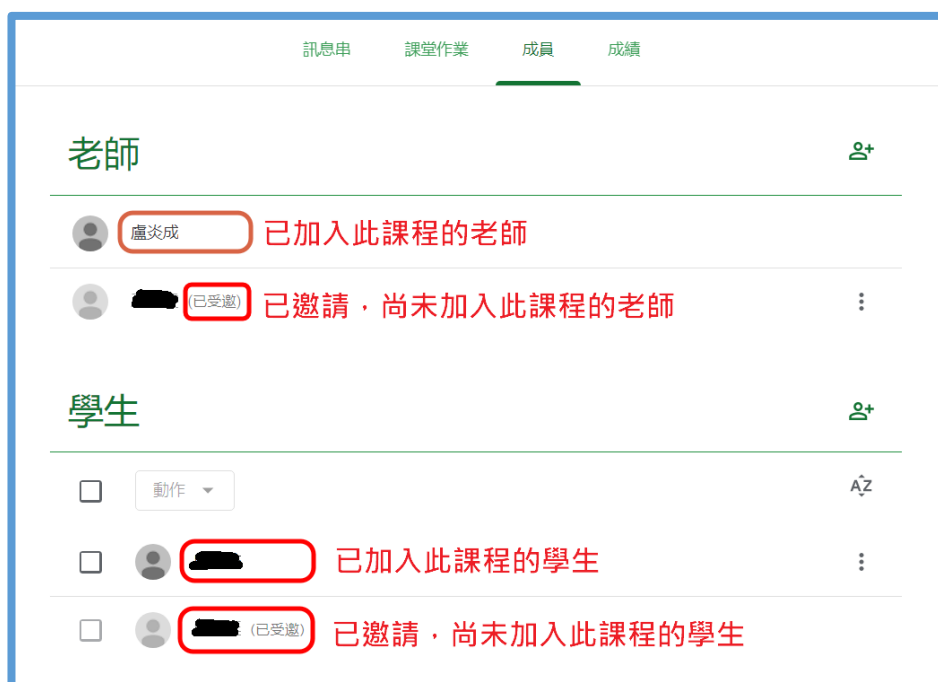 訊息串 課堂作業 成員 成績
老師
盧炎成 已加入此課程的老師
(已受邀) 已邀請，尚未加入此課程的老師
學生
動作 AZ
已加入此課程的學生
(已受邀) 已邀請，尚未加入此課程的學生